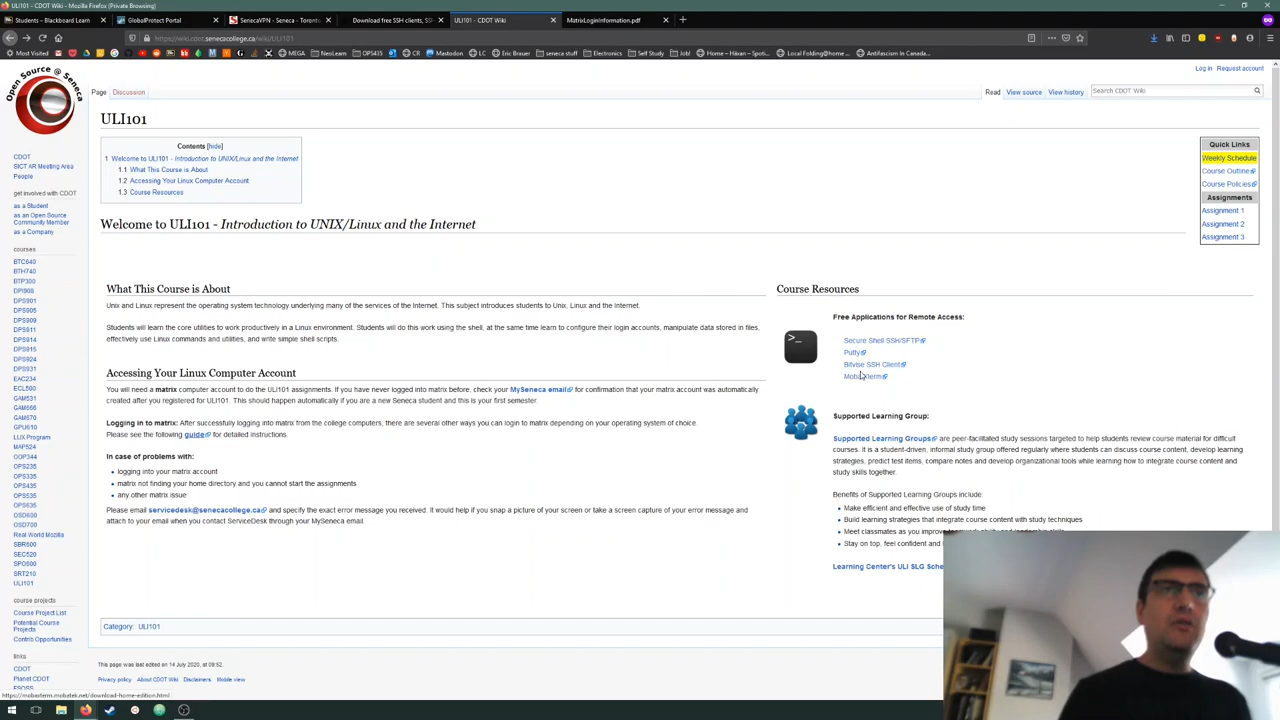 ULI101 - CDOT Wiki — Mozilla Firefox (Private Browsing)
Students – Blackboard Learn
GlobalProtect Portal
SenecaVPN - Seneca - Toronto
Download free SSH clients, SS
ULI101 - CDOT Wiki
MatrixLoginInformation.pdf
https://wiki.cdot.senecacollege.ca/wiki/ULI101
Most Visited
MEGA
NeoLearn
OPS435
CR
Mastodon
LC
Eric Brauer
seneca stuff
Electronics
Self Study
Job!
Home – Häxan – Spoti...
Local Folding@home ...
Antifascism In Canada...
Log in Request account
Open Source @ Seneca
Page Discussion
Read View source View history
Search CDOT Wiki
ULI101
Contents [hide]
1 Welcome to ULI101 - Introduction to UNIX/Linux and the Internet
1.1 What This Course is About
1.2 Accessing Your Linux Computer Account
1.3 Course Resources
Quick Links
Weekly Schedule
Course Outline
Course Policies
Assignments
Assignment 1
Assignment 2
Assignment 3
CDOT
SICT AR Meeting Area
People
get involved with CDOT
as a Student
as an Open Source
Community Member
as a Company
courses
BTC640
BTH740
BTP300
DPI908
DPS901
DPS905
DPS909
DPS911
DPS914
DPS915
DPS924
DPS931
EAC234
ECL500
GAM531
GAM666
GAM670
GPU610
LUX Program
MAP524
OOP344
OPS235
OPS335
OPS435
OPS535
OPS635
OSD600
OSD700
Real World Mozilla
SBR600
SEC520
SPO600
SRT210
ULI101
course projects
Course Project List
Potential Course
Projects
Contrib Opportunities
links
CDOT
Planet CDOT
FSOSS
Welcome to ULI101 - Introduction to UNIX/Linux and the Internet
What This Course is About
Unix and Linux represent the operating system technology underlying many of the services of the Internet. This subject introduces students to Unix, Linux and the Internet.
Students will learn the core utilities to work productively in a Linux environment. Students will do this work using the shell, at the same time learn to configure their login accounts, manipulate data stored in files,
effectively use Linux commands and utilities, and write simple shell scripts.
Accessing Your Linux Computer Account
You will need a matrix computer account to do the ULI101 assignments. If you have never logged into matrix before, check your MySeneca email for confirmation that your matrix account was automatically
created after you registered for ULI101. This should happen automatically if you are a new Seneca student and this is your first semester.
Logging in to matrix: After successfully logging into matrix from the college computers, there are several other ways you can login to matrix depending on your operating system of choice.
Please see the following guide for detailed instructions.
In case of problems with:
logging into your matrix account
matrix not finding your home directory and you cannot start the assignments
any other matrix issue
Please email servicedesk@senecacollege.ca and specify the exact error message you received. It would help if you snap a picture of your screen or take a screen capture of your error message and
attach to your email when you contact ServiceDesk through your MySeneca email.
Course Resources
Free Applications for Remote Access:
>_
Secure Shell SSH/SFTP
Putty
Bitvise SSH Client
MobaXterm
Supported Learning Group:
Supported Learning Groups are peer-facilitated study sessions targeted to help students review course material for difficult
courses. It is a student-driven, informal study group offered regularly where students can discuss course content, develop learning
strategies, predict test items, compare notes and develop organizational tools while learning how to integrate course content and
study skills together.
Benefits of Supported Learning Groups include:
Make efficient and effective use of study time
Build learning strategies that integrate course content with study techniques
Meet classmates as you improve
Stay on top, feel confident and
Learning Center's ULI SLG Sche
Category: ULI101
This page was last edited on 14 July 2020, at 09:52.
Privacy policy About CDOT Wiki Disclaimers Mobile view
https://mobaxterm.mobatek.net/download-home-edition.html